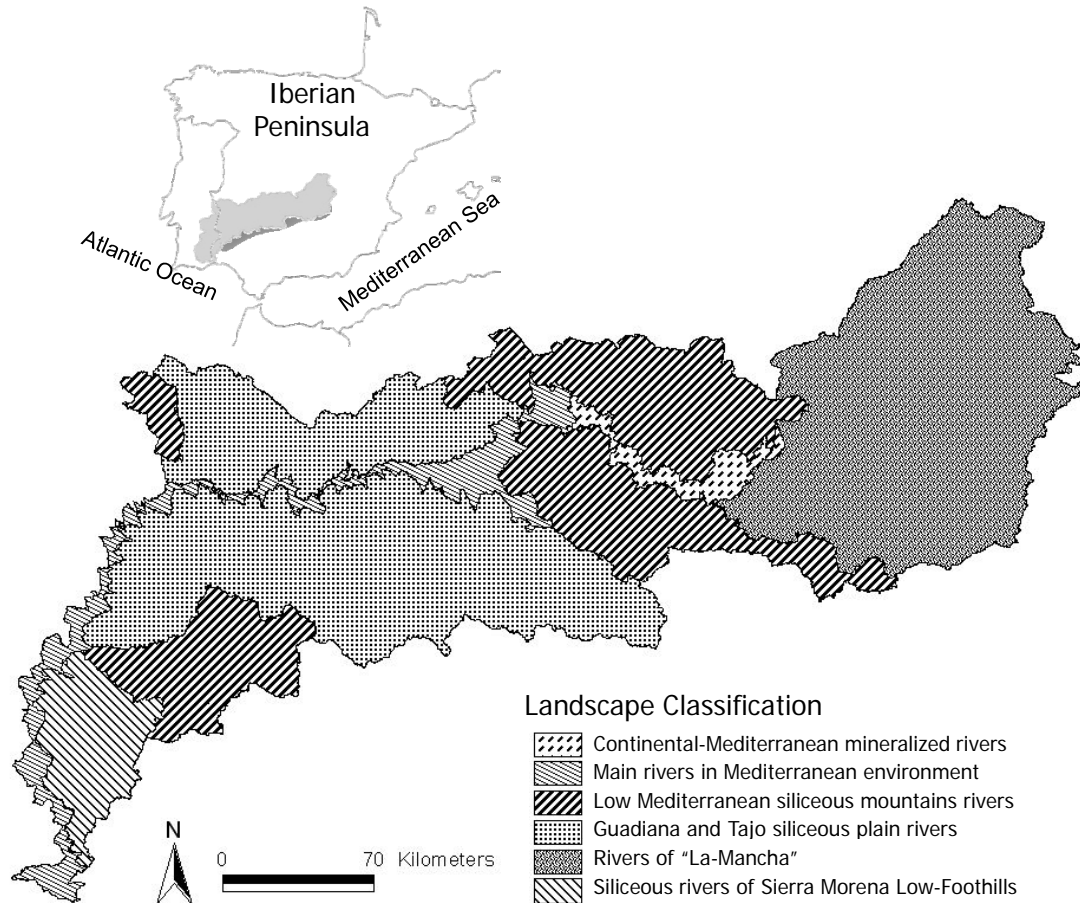 Iberian
Peninsula
Atlantic Ocean
Mediterranean Sea
Landscape Classification
Continental-Mediterranean mineralized rivers
Main rivers in Mediterranean environment
Low Mediterranean siliceous mountains rivers
Guadiana and Tajo siliceous plain rivers
Rivers of “La-Mancha”
Siliceous rivers of Sierra Morena Low-Foothills
N
0 70 Kilometers